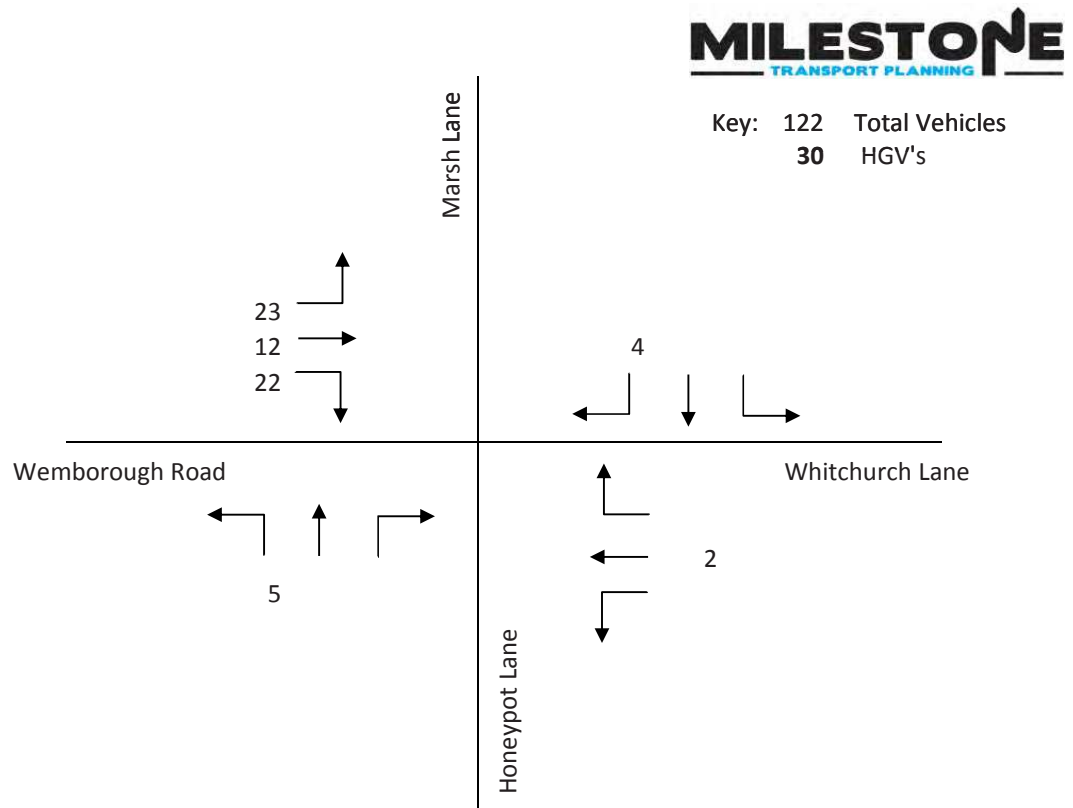 MILESTONE
TRANSPORT PLANNING
Key: 122 Total Vehicles
30 HGV's
Marsh Lane
23
12
22
4
Wemborough Road
Whitchurch Lane
2
5
Honeypot Lane